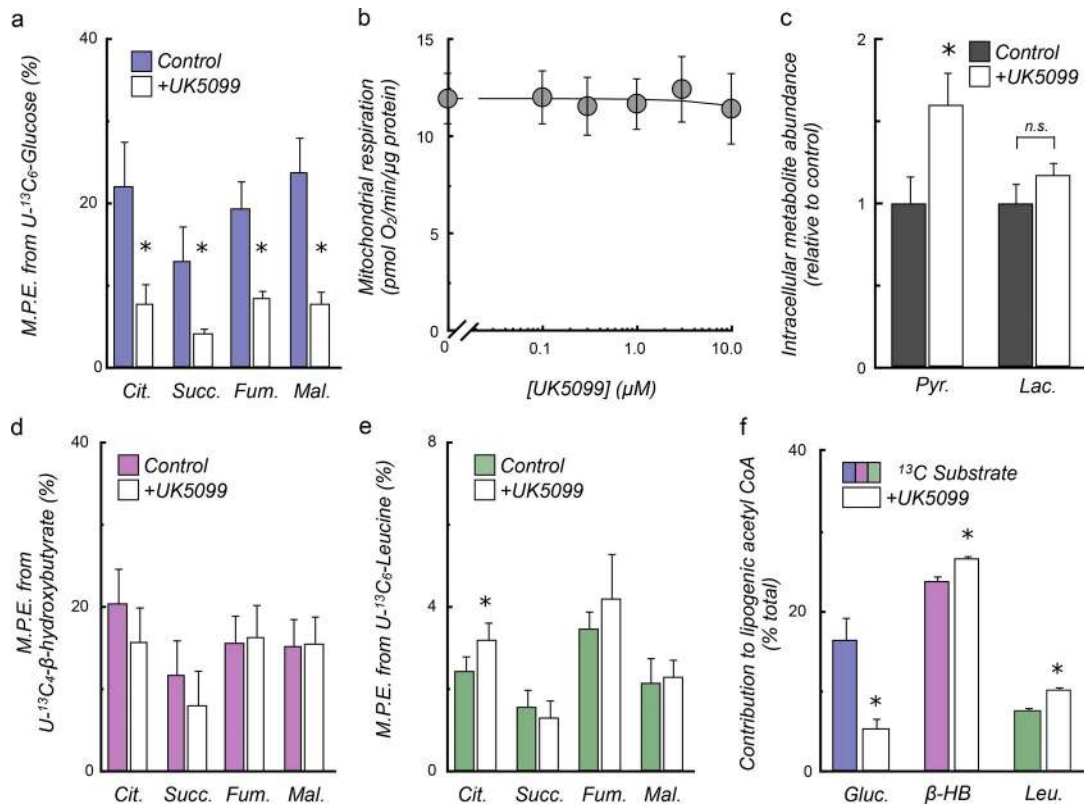 a
M.P.E. from U-¹³C₆-Glucose (%)
40
20
0
Control
+UK5099
*
*
*
*
Cit.
Succ.
Fum.
Mal.
b
Mitochondrial respiration
(pmol O₂/min/µg protein)
15
12
9
6
3
0
0
0.1
1.0
10.0
[UK5099] (µM)
c
Intracellular metabolite abundance
(relative to control)
2
1
0
Control
+UK5099
*
n.s.
Pyr.
Lac.
d
M.P.E. from
U-¹³C₄-β-hydroxybutyrate (%)
40
20
0
Control
+UK5099
Cit.
Succ.
Fum.
Mal.
e
M.P.E. from U-¹³C₆-Leucine (%)
8
4
0
Control
+UK5099
*
Cit.
Succ.
Fum.
Mal.
f
Contribution to lipogenic acetyl CoA
(% total)
40
20
0
¹³C Substrate
+UK5099
*
*
*
Gluc.
β-HB
Leu.